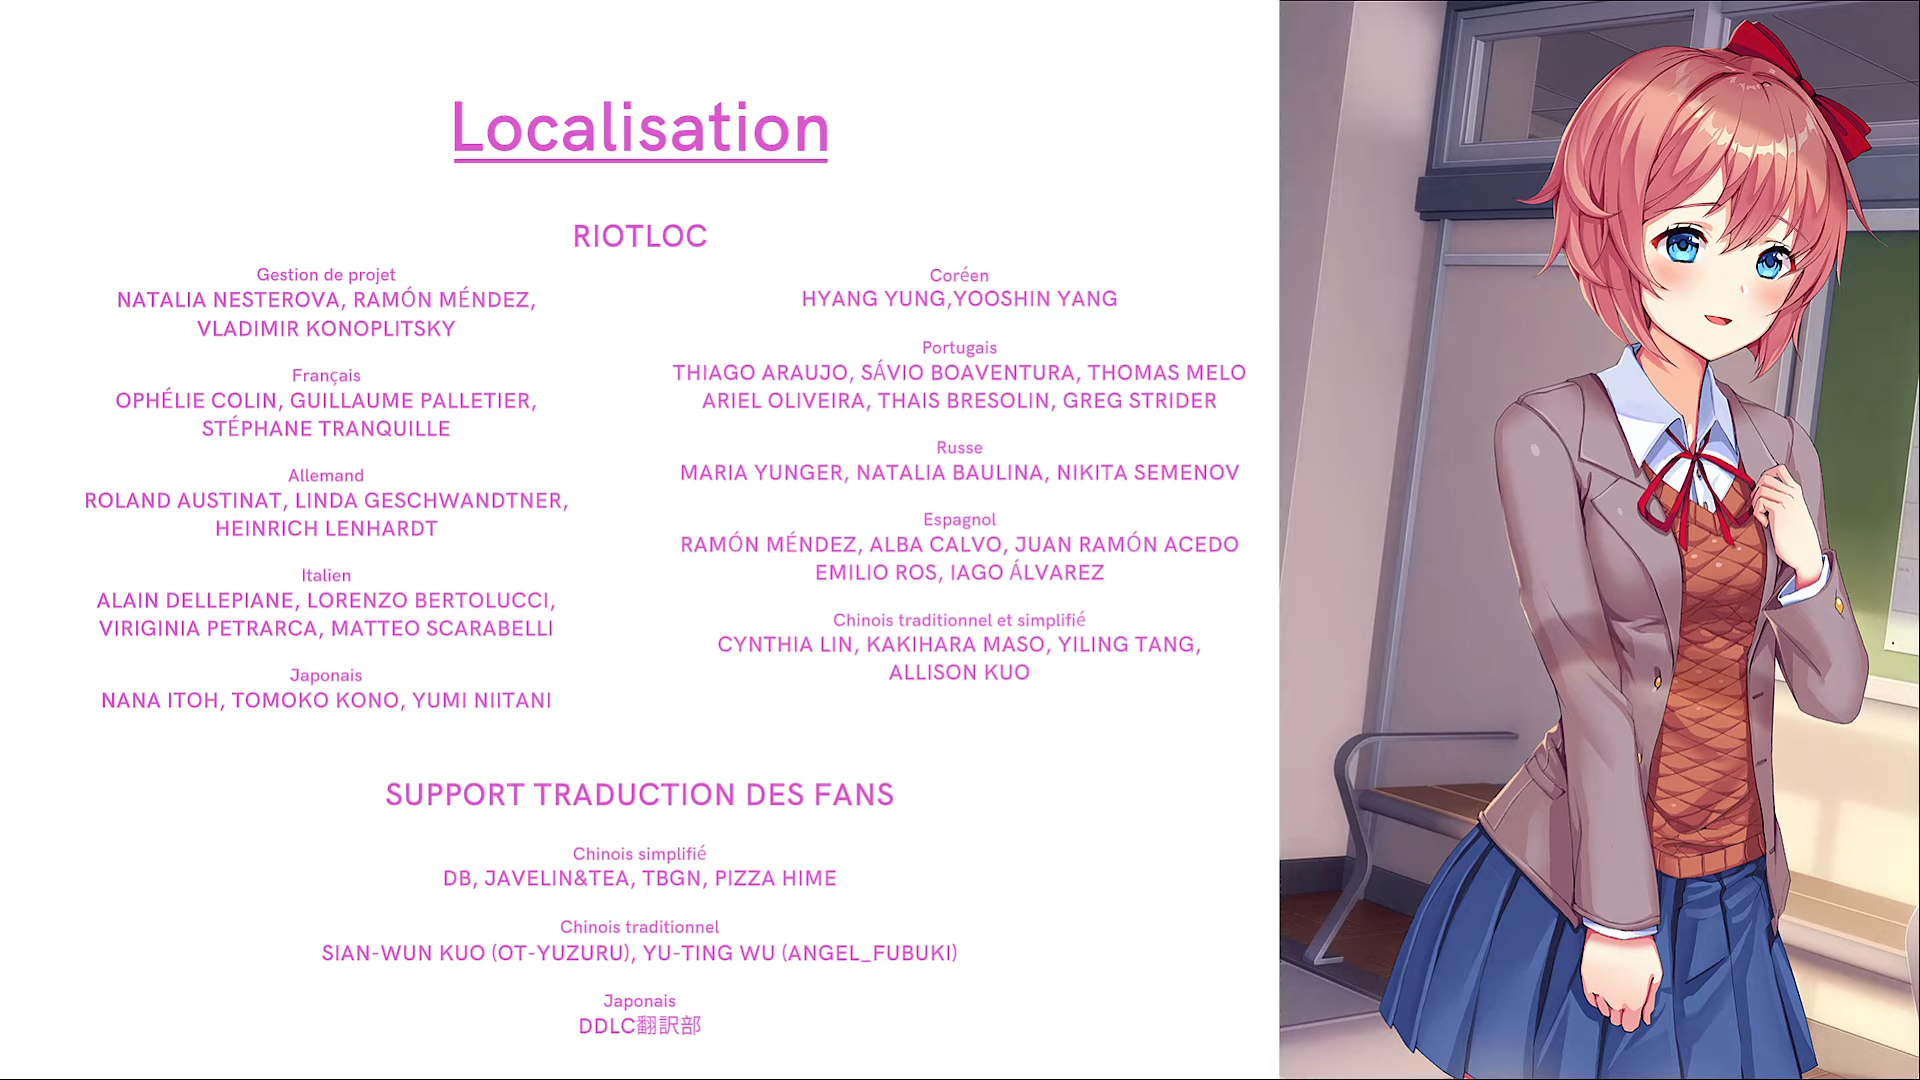 Localisation
RIOTLOC
Gestion de projet
NATALIA NESTEROVA, RAMÓN MÉNDEZ,
VLADIMIR KONOPLITSKY
Français
OPHÉLIE COLIN, GUILLAUME PALLETIER,
STÉPHANE TRANQUILLE
Allemand
ROLAND AUSTINAT, LINDA GESCHWANDTNER,
HEINRICH LENHARDT
Italien
ALAIN DELLEPIANE, LORENZO BERTOLUCCI,
VIRIGINIA PETRARCA, MATTEO SCARABELLI
Japonais
NANA ITOH, TOMOKO KONO, YUMI NIITANI
Coréen
HYANG YUNG,YOOSHIN YANG
Portugais
THIAGO ARAUJO, SÁVIO BOAVENTURA, THOMAS MELO
ARIEL OLIVEIRA, THAIS BRESOLIN, GREG STRIDER
Russe
MARIA YUNGER, NATALIA BAULINA, NIKITA SEMENOV
Espagnol
RAMÓN MÉNDEZ, ALBA CALVO, JUAN RAMÓN ACEDO
EMILIO ROS, IAGO ÁLVAREZ
Chinois traditionnel et simplifié
CYNTHIA LIN, KAKIHARA MASO, YILING TANG,
ALLISON KUO
SUPPORT TRADUCTION DES FANS
Chinois simplifié
DB, JAVELIN&TEA, TBGN, PIZZA HIME
Chinois traditionnel
SIAN-WUN KUO (OT-YUZURU), YU-TING WU (ANGEL_FUBUKI)
Japonais
DDLC翻訳部